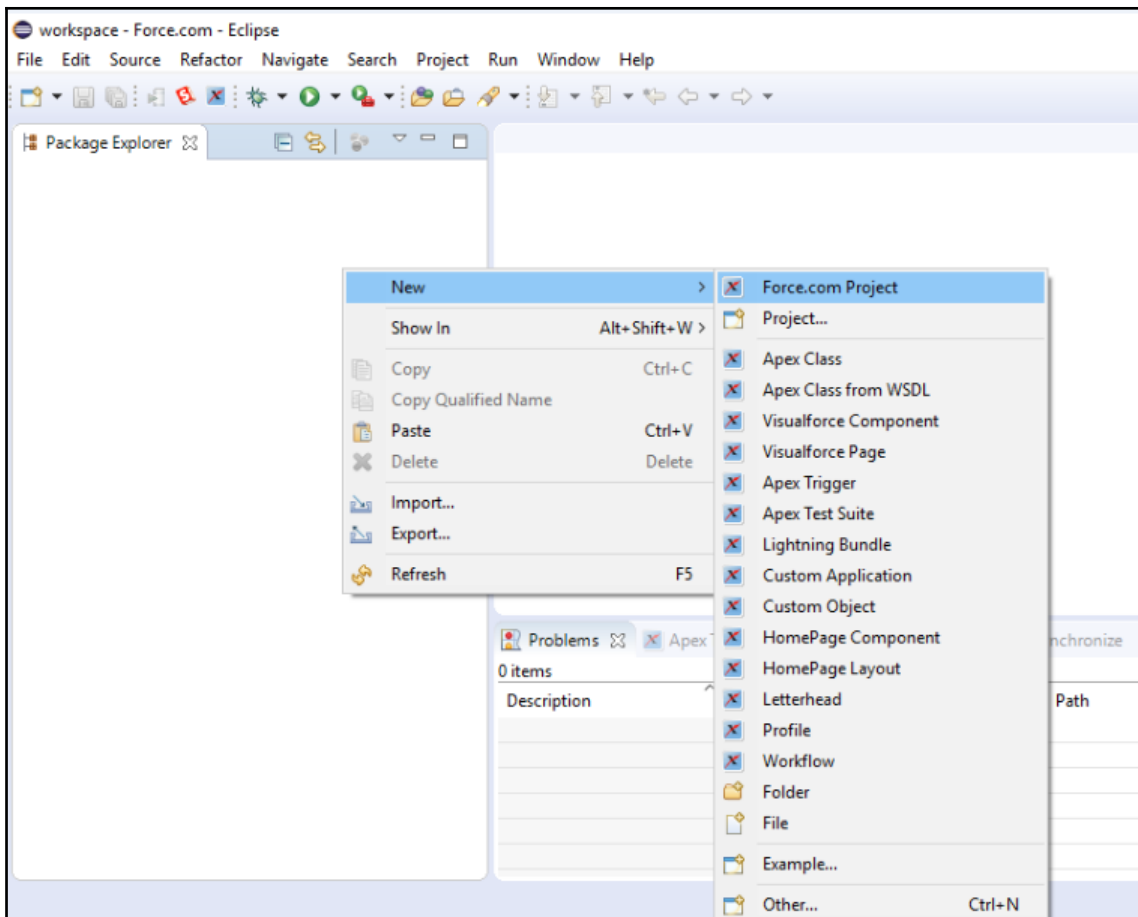 workspace - Force.com - Eclipse
File Edit Source Refactor Navigate Search Project Run Window Help
Package Explorer
New
Show In Alt+Shift+W
Copy Ctrl+C
Copy Qualified Name
Paste Ctrl+V
Delete Delete
Import...
Export...
Refresh F5
Force.com Project
Project...
Apex Class
Apex Class from WSDL
Visualforce Component
Visualforce Page
Apex Trigger
Apex Test Suite
Lightning Bundle
Custom Application
Custom Object
HomePage Component
HomePage Layout
Letterhead
Profile
Workflow
Folder
File
Example...
Other... Ctrl+N
Problems Apex
0 items
Description Path